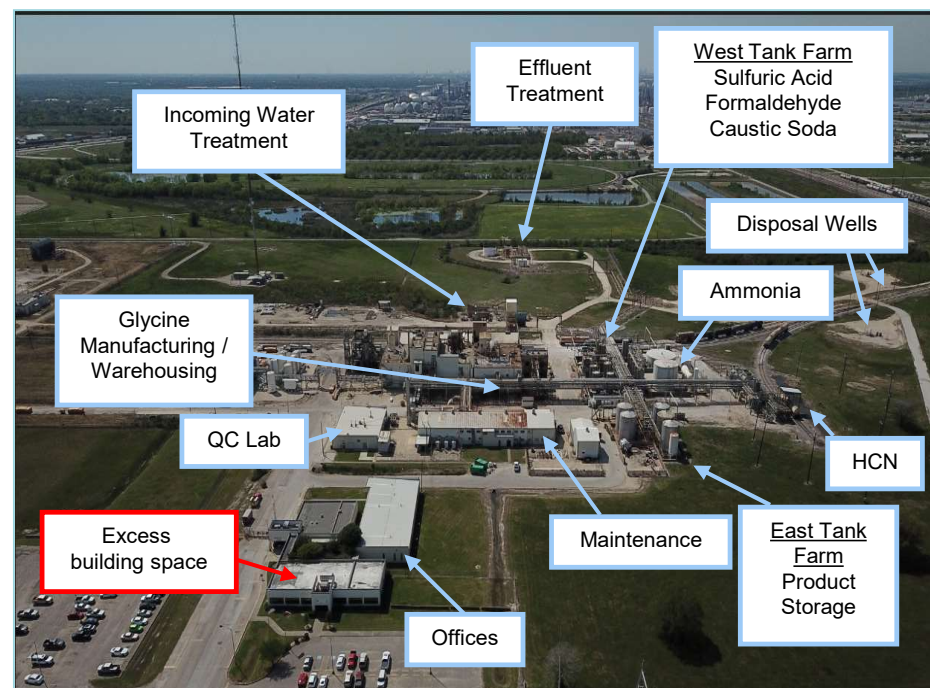 Effluent
Treatment
West Tank Farm
Sulfuric Acid
Formaldehyde
Caustic Soda
Incoming Water
Treatment
Disposal Wells
Ammonia
Glycine
Manufacturing /
Warehousing
QC Lab
HCN
Excess
building space
Maintenance
East Tank
Farm
Product
Storage
Offices